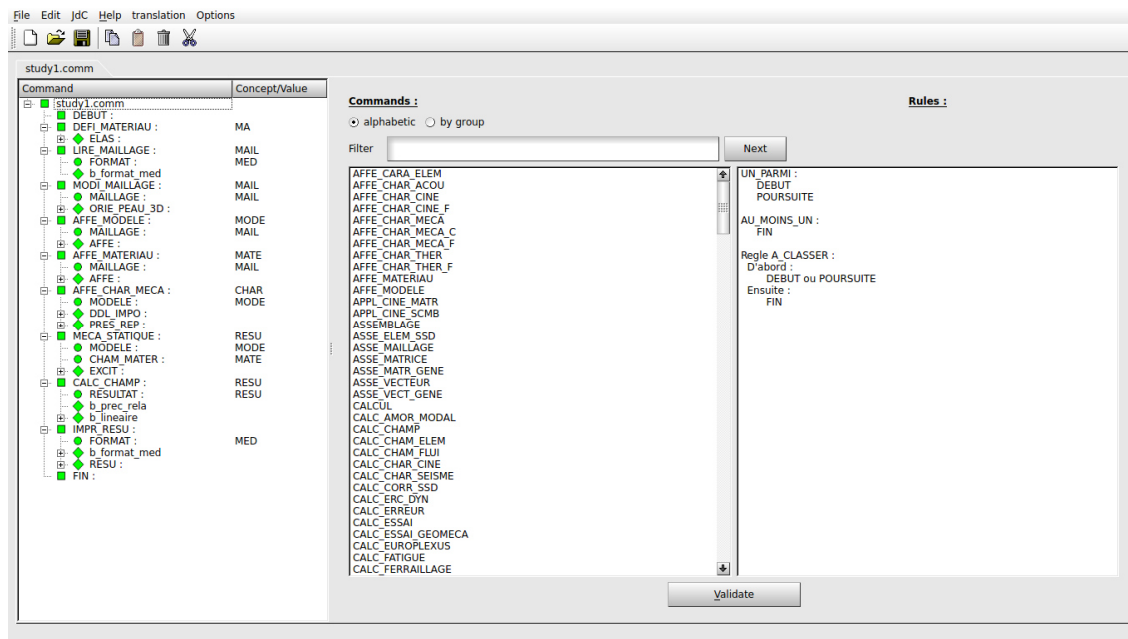 File Edit JdC Help translation Options
study1.comm
Command Concept/Value
study1.comm
DEBUT :
DEFI_MATERIAU : MA
ELAS :
LIRE_MAILLAGE : MAIL
FORMAT : MED
b_format_med
MODI_MAILLAGE : MAIL
MAILLAGE : MAIL
ORIE_PEAU_3D :
AFFE_MODELE : MODE
MAILLAGE : MAIL
AFFE :
AFFE_MATERIAU : MATE
MAILLAGE : MAIL
AFFE :
AFFE_CHAR_MECA : CHAR
MODELE : MODE
DDL_IMPO :
PRES_REP :
MECA_STATIQUE : RESU
MODELE : MODE
CHAM_MATER : MATE
EXCIT :
CALC_CHAMP : RESU
RESULTAT : RESU
b_prec_rela
b_lineaire
IMPR_RESU :
FORMAT : MED
b_format_med
RESU :
FIN :
Commands :
alphabetic by group
Filter Next
AFFE_CARA_ELEM
AFFE_CHAR_ACOU
AFFE_CHAR_CINE
AFFE_CHAR_CINE_F
AFFE_CHAR_MECA
AFFE_CHAR_MECA_C
AFFE_CHAR_MECA_F
AFFE_CHAR_THER
AFFE_CHAR_THER_F
AFFE_MATERIAU
AFFE_MODELE
APPL_CINE_MATR
APPL_CINE_SCMB
ASSEMBLAGE
ASSE_ELEM_SSD
ASSE_MAILLAGE
ASSE_MATRICE
ASSE_MATR_GENE
ASSE_VECTEUR
ASSE_VECT_GENE
CALCUL
CALC_AMOR_MODAL
CALC_CHAMP
CALC_CHAM_ELEM
CALC_CHAM_FLUI
CALC_CHAR_CINE
CALC_CHAR_SEISME
CALC_CORR_SSD
CALC_ERC_DYN
CALC_ERREUR
CALC_ESSAI
CALC_ESSAI_GEOMECA
CALC_EUROPLEXUS
CALC_FATIGUE
CALC_FERRAILLAGE
Rules :
UN_PARMI :
DEBUT
POURSUITE
AU_MOINS_UN :
FIN
Regle A_CLASSER :
D'abord :
DEBUT ou POURSUITE
Ensuite :
FIN
Validate